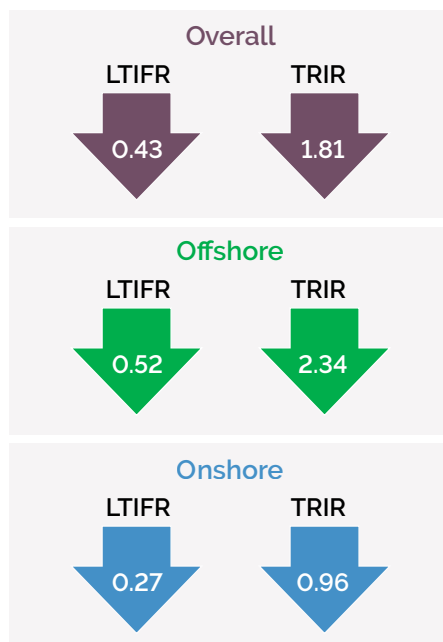 Overall
LTIFR TRIR
0.43 1.81
Offshore
LTIFR TRIR
0.52 2.34
Onshore
LTIFR TRIR
0.27 0.96